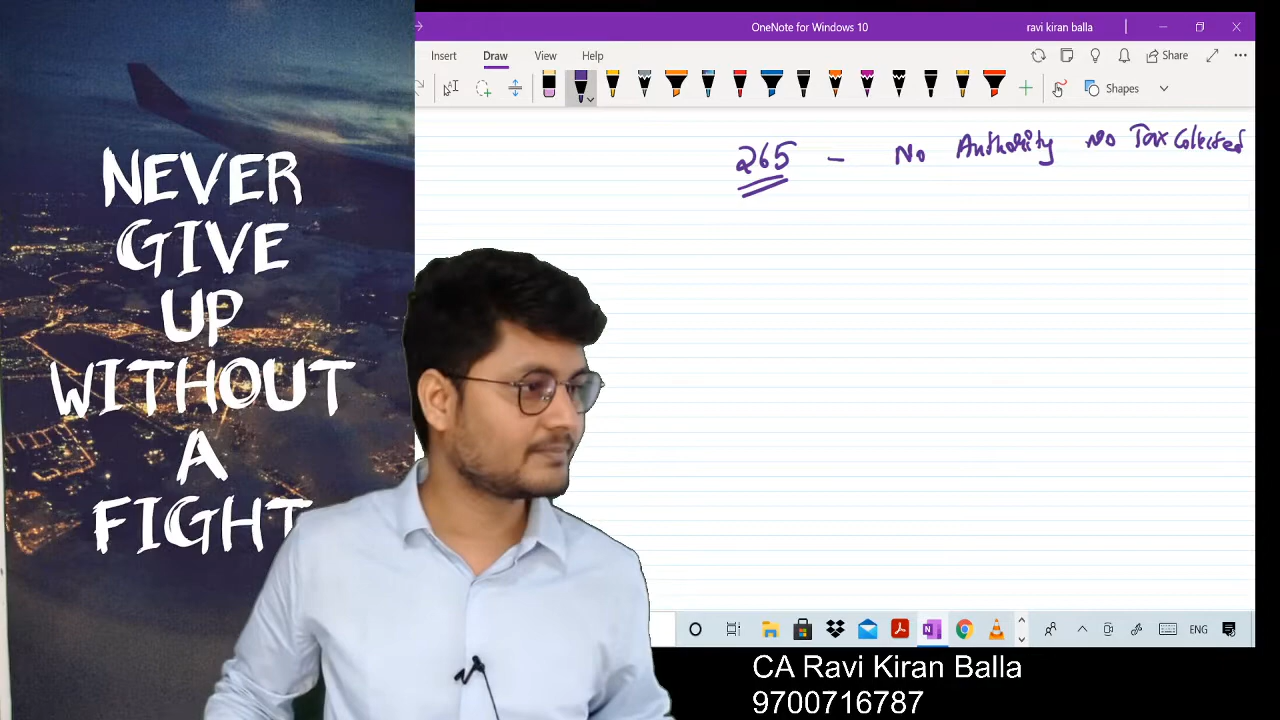 NEVER
GIVE
UP
WITHOUT
A
FIGHT
OneNote for Windows 10
ravi kiran balla
Insert Draw View Help
Share
Shapes
265 - No Authority No Tax Collected
ENG
CA Ravi Kiran Balla
9700716787